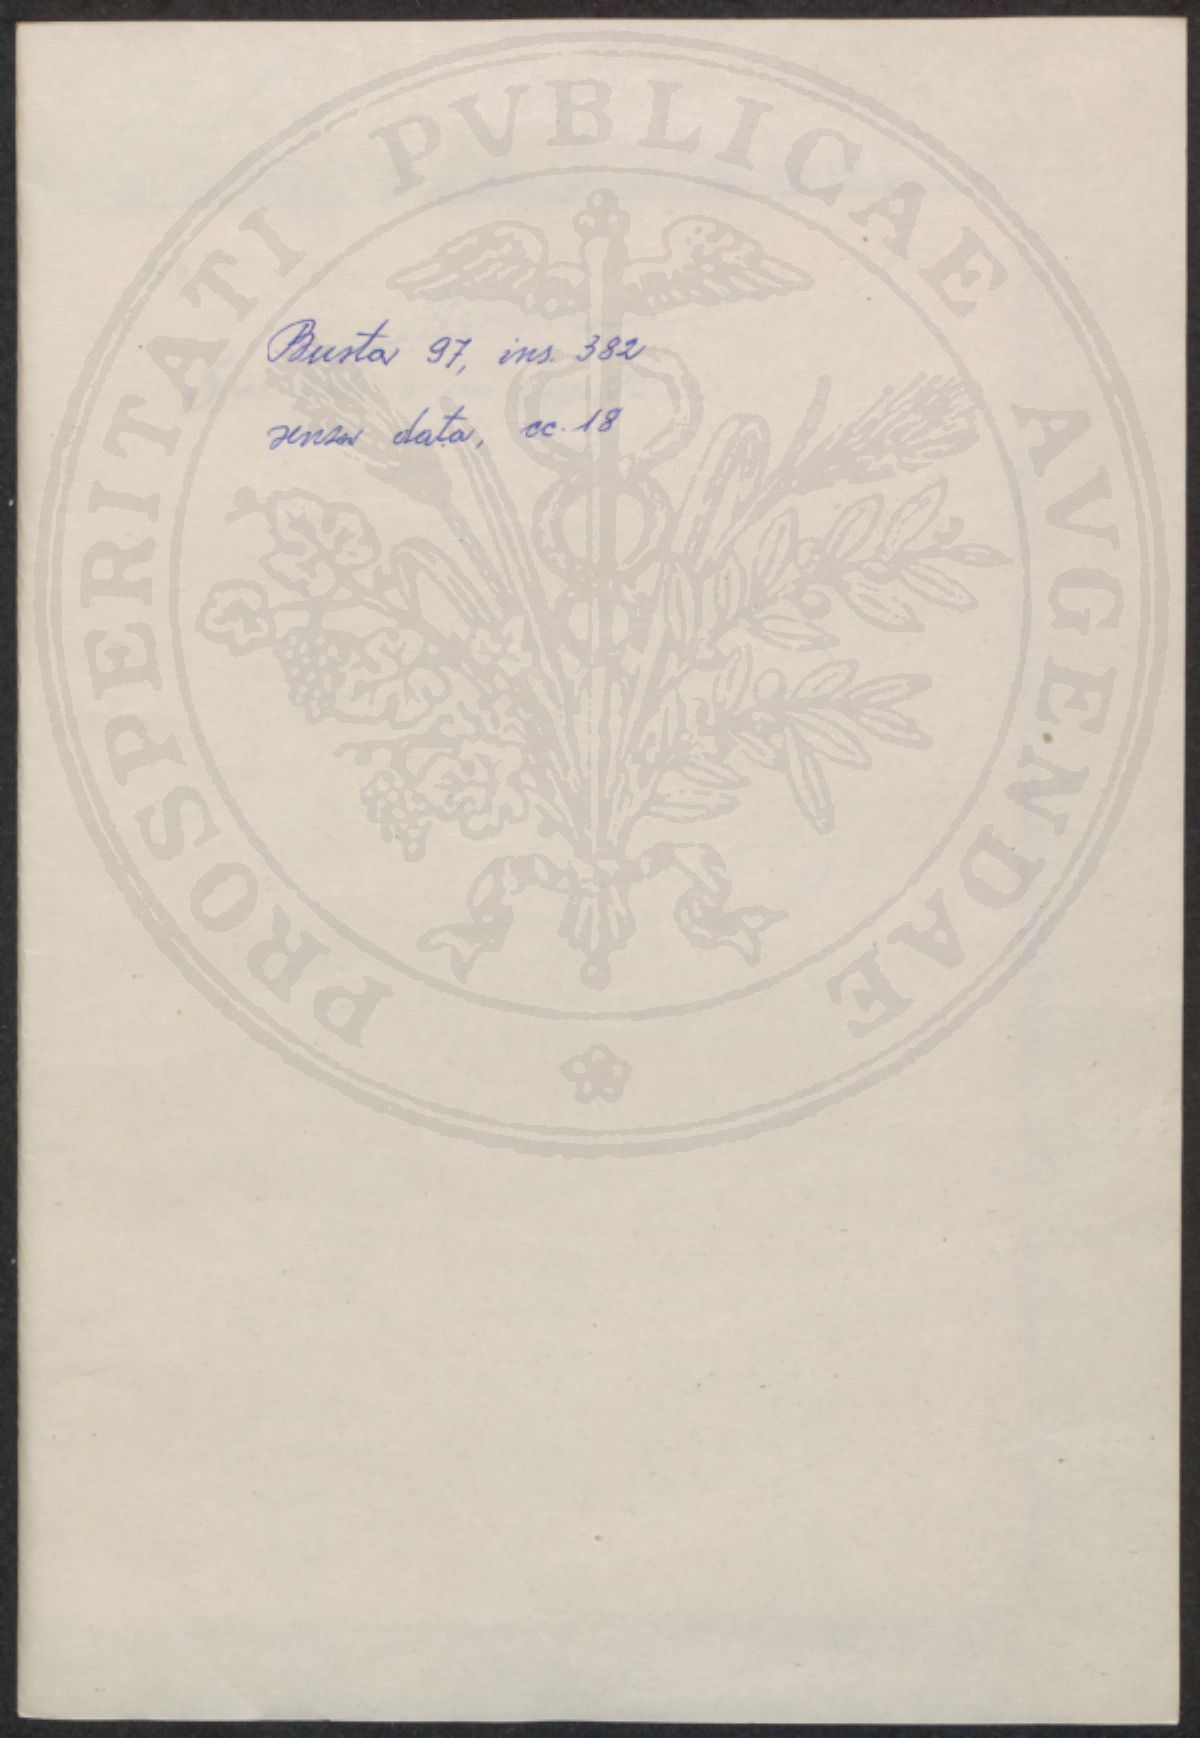 PROSPERITATI PVBLICAE AVGENDAE
Busta 97, ins. 382
senza data, cc. 18